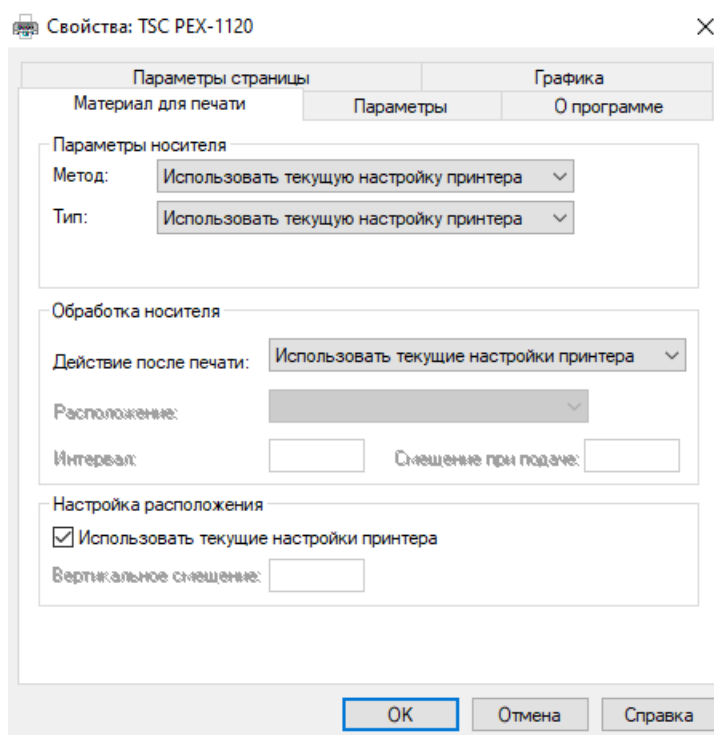 Свойства: TSC PEX-1120
Параметры страницы Графика
Материал для печати Параметры О программе
Параметры носителя
Метод: Использовать текущую настройку принтера
Тип: Использовать текущую настройку принтера
Обработка носителя
Действие после печати: Использовать текущие настройки принтера
Расположение:
Интервал: Смещение при подаче:
Настройка расположения
Использовать текущие настройки принтера
Вертикальное смещение:
OK Отмена Справка